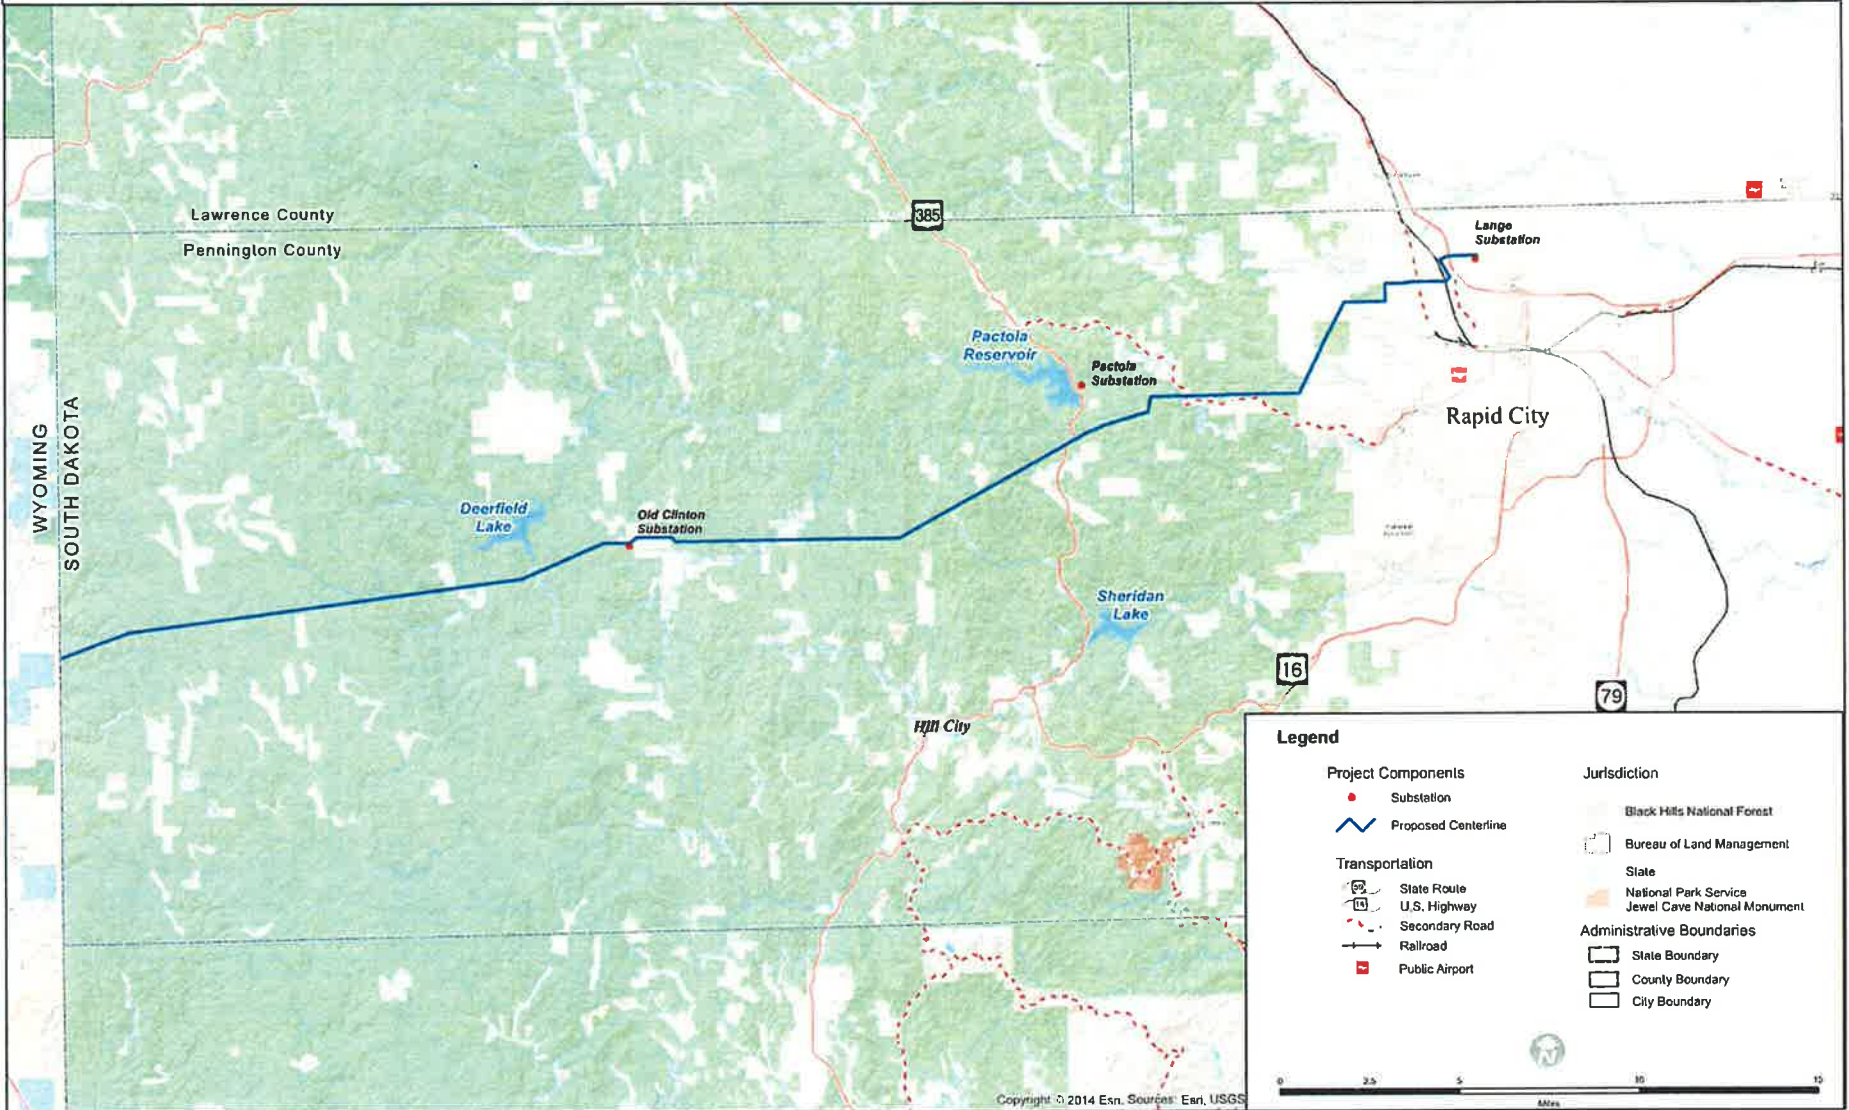 Lawrence County
Pennington County
385
Lange
Substation
Pactola
Reservoir
Pactola
Substation
Rapid City
WYOMING
SOUTH DAKOTA
Deerfield
Lake
Old Clinton
Substation
Sheridan
Lake
16
79
Hill City
Legend
Project Components
Substation
Proposed Centerline
Transportation
State Route
U.S. Highway
Secondary Road
Railroad
Public Airport
Jurisdiction
Black Hills National Forest
Bureau of Land Management
State
National Park Service
Jewel Cave National Monument
Administrative Boundaries
State Boundary
County Boundary
City Boundary
N
0 2.5 5 10 15
Miles
Copyright © 2014 Esri, Sources: Esri, USGS